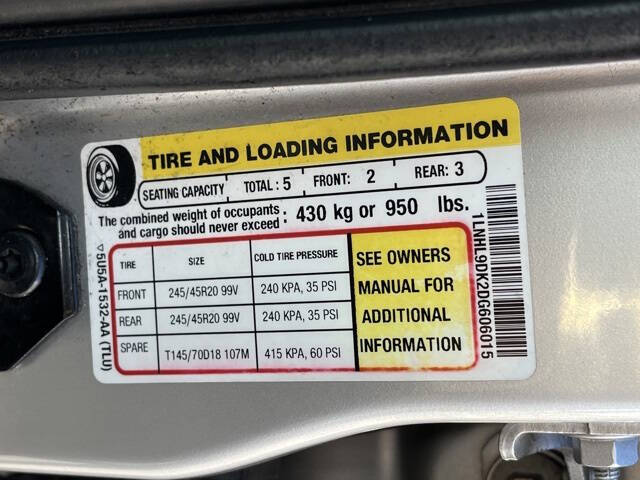 TIRE AND LOADING INFORMATION
SEATING CAPACITY TOTAL : 5 FRONT: 2 REAR: 3
The combined weight of occupants
and cargo should never exceed : 430 kg or 950 lbs.
TIRE SIZE COLD TIRE PRESSURE
FRONT 245/45R20 99V 240 KPA, 35 PSI
REAR 245/45R20 99V 240 KPA, 35 PSI
SPARE T145/70D18 107M 415 KPA, 60 PSI
SEE OWNERS
MANUAL FOR
ADDITIONAL
INFORMATION
5U5A-1532-AA (TLU)
1LNHL9DK2DG606015